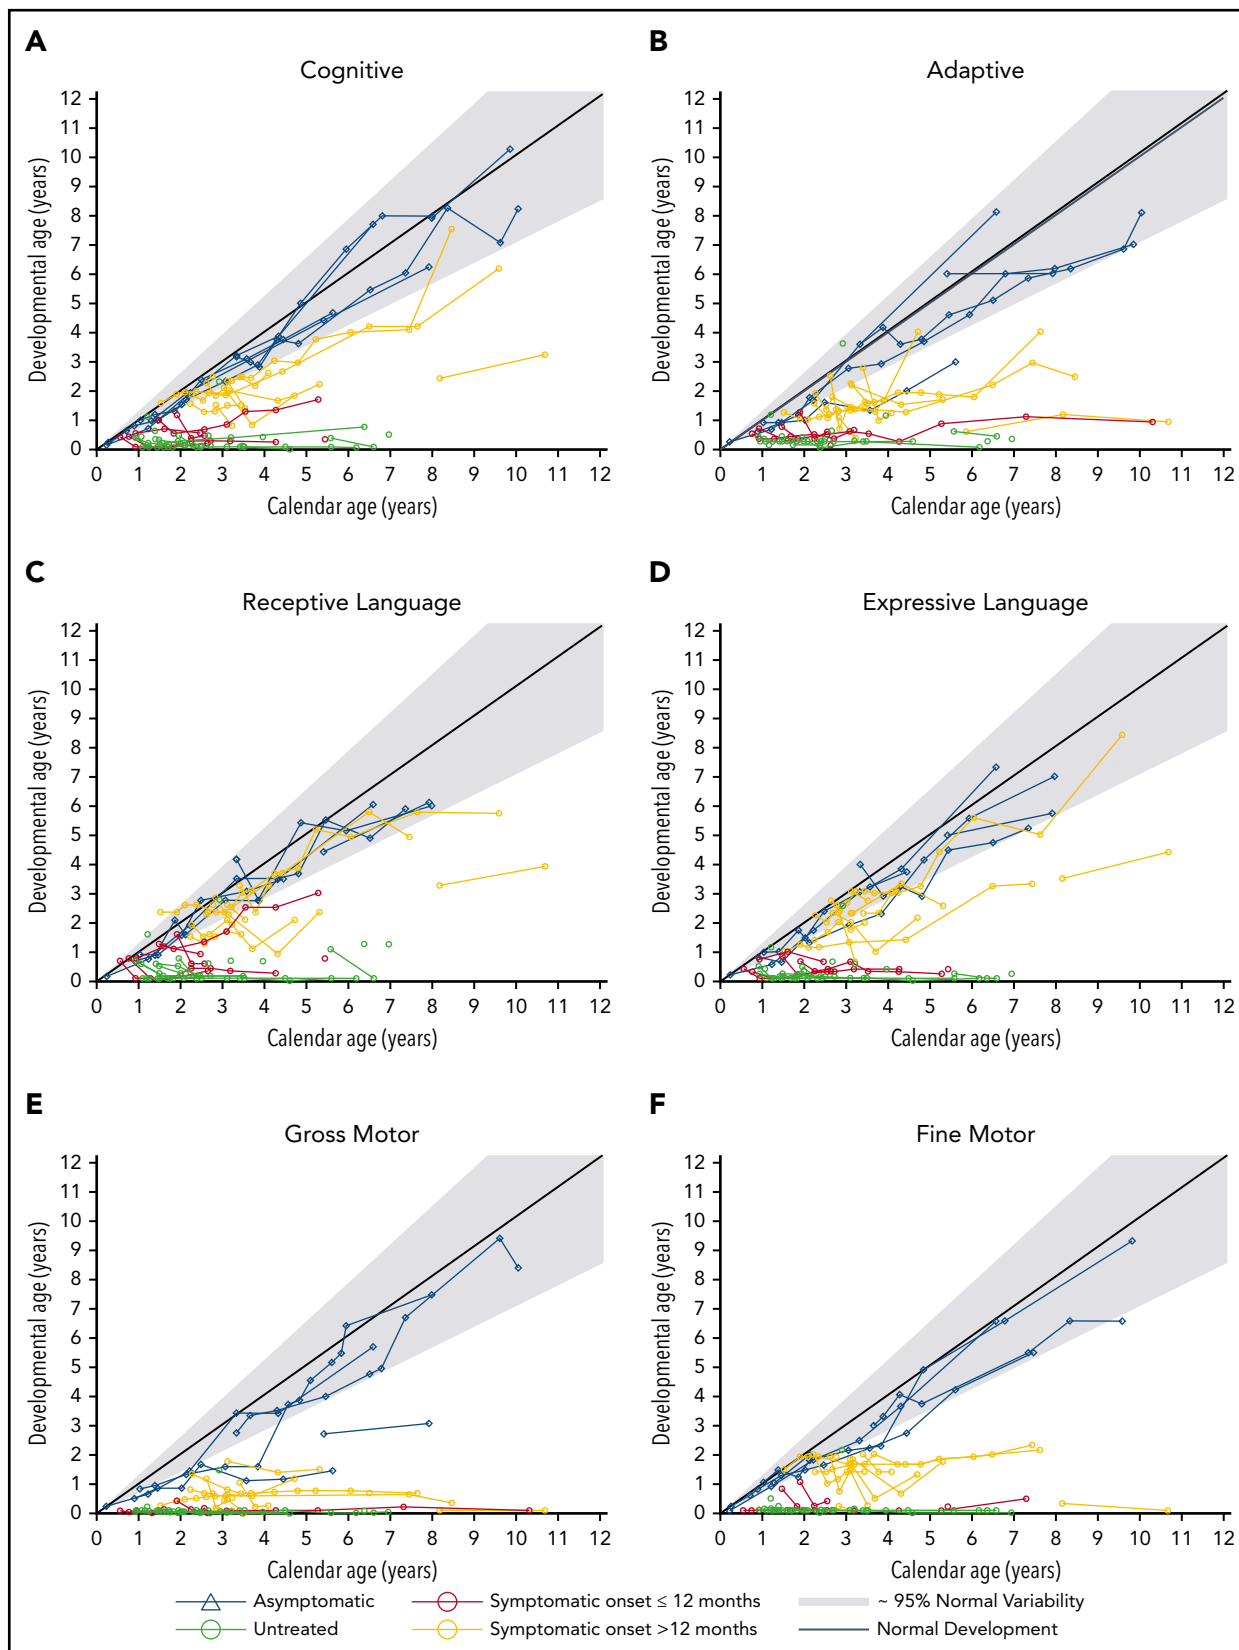 A
Cognitive
Developmental age (years)
12
11
10
9
8
7
6
5
4
3
2
1
0
0 1 2 3 4 5 6 7 8 9 10 11 12
Calendar age (years)
B
Adaptive
Developmental age (years)
12
11
10
9
8
7
6
5
4
3
2
1
0
0 1 2 3 4 5 6 7 8 9 10 11 12
Calendar age (years)
C
Receptive Language
Developmental age (years)
12
11
10
9
8
7
6
5
4
3
2
1
0
0 1 2 3 4 5 6 7 8 9 10 11 12
Calendar age (years)
D
Expressive Language
Developmental age (years)
12
11
10
9
8
7
6
5
4
3
2
1
0
0 1 2 3 4 5 6 7 8 9 10 11 12
Calendar age (years)
E
Gross Motor
Developmental age (years)
12
11
10
9
8
7
6
5
4
3
2
1
0
0 1 2 3 4 5 6 7 8 9 10 11 12
Calendar age (years)
F
Fine Motor
Developmental age (years)
12
11
10
9
8
7
6
5
4
3
2
1
0
0 1 2 3 4 5 6 7 8 9 10 11 12
Calendar age (years)
Asymptomatic
Symptomatic onset ≤ 12 months
~ 95% Normal Variability
Untreated
Symptomatic onset >12 months
Normal Development